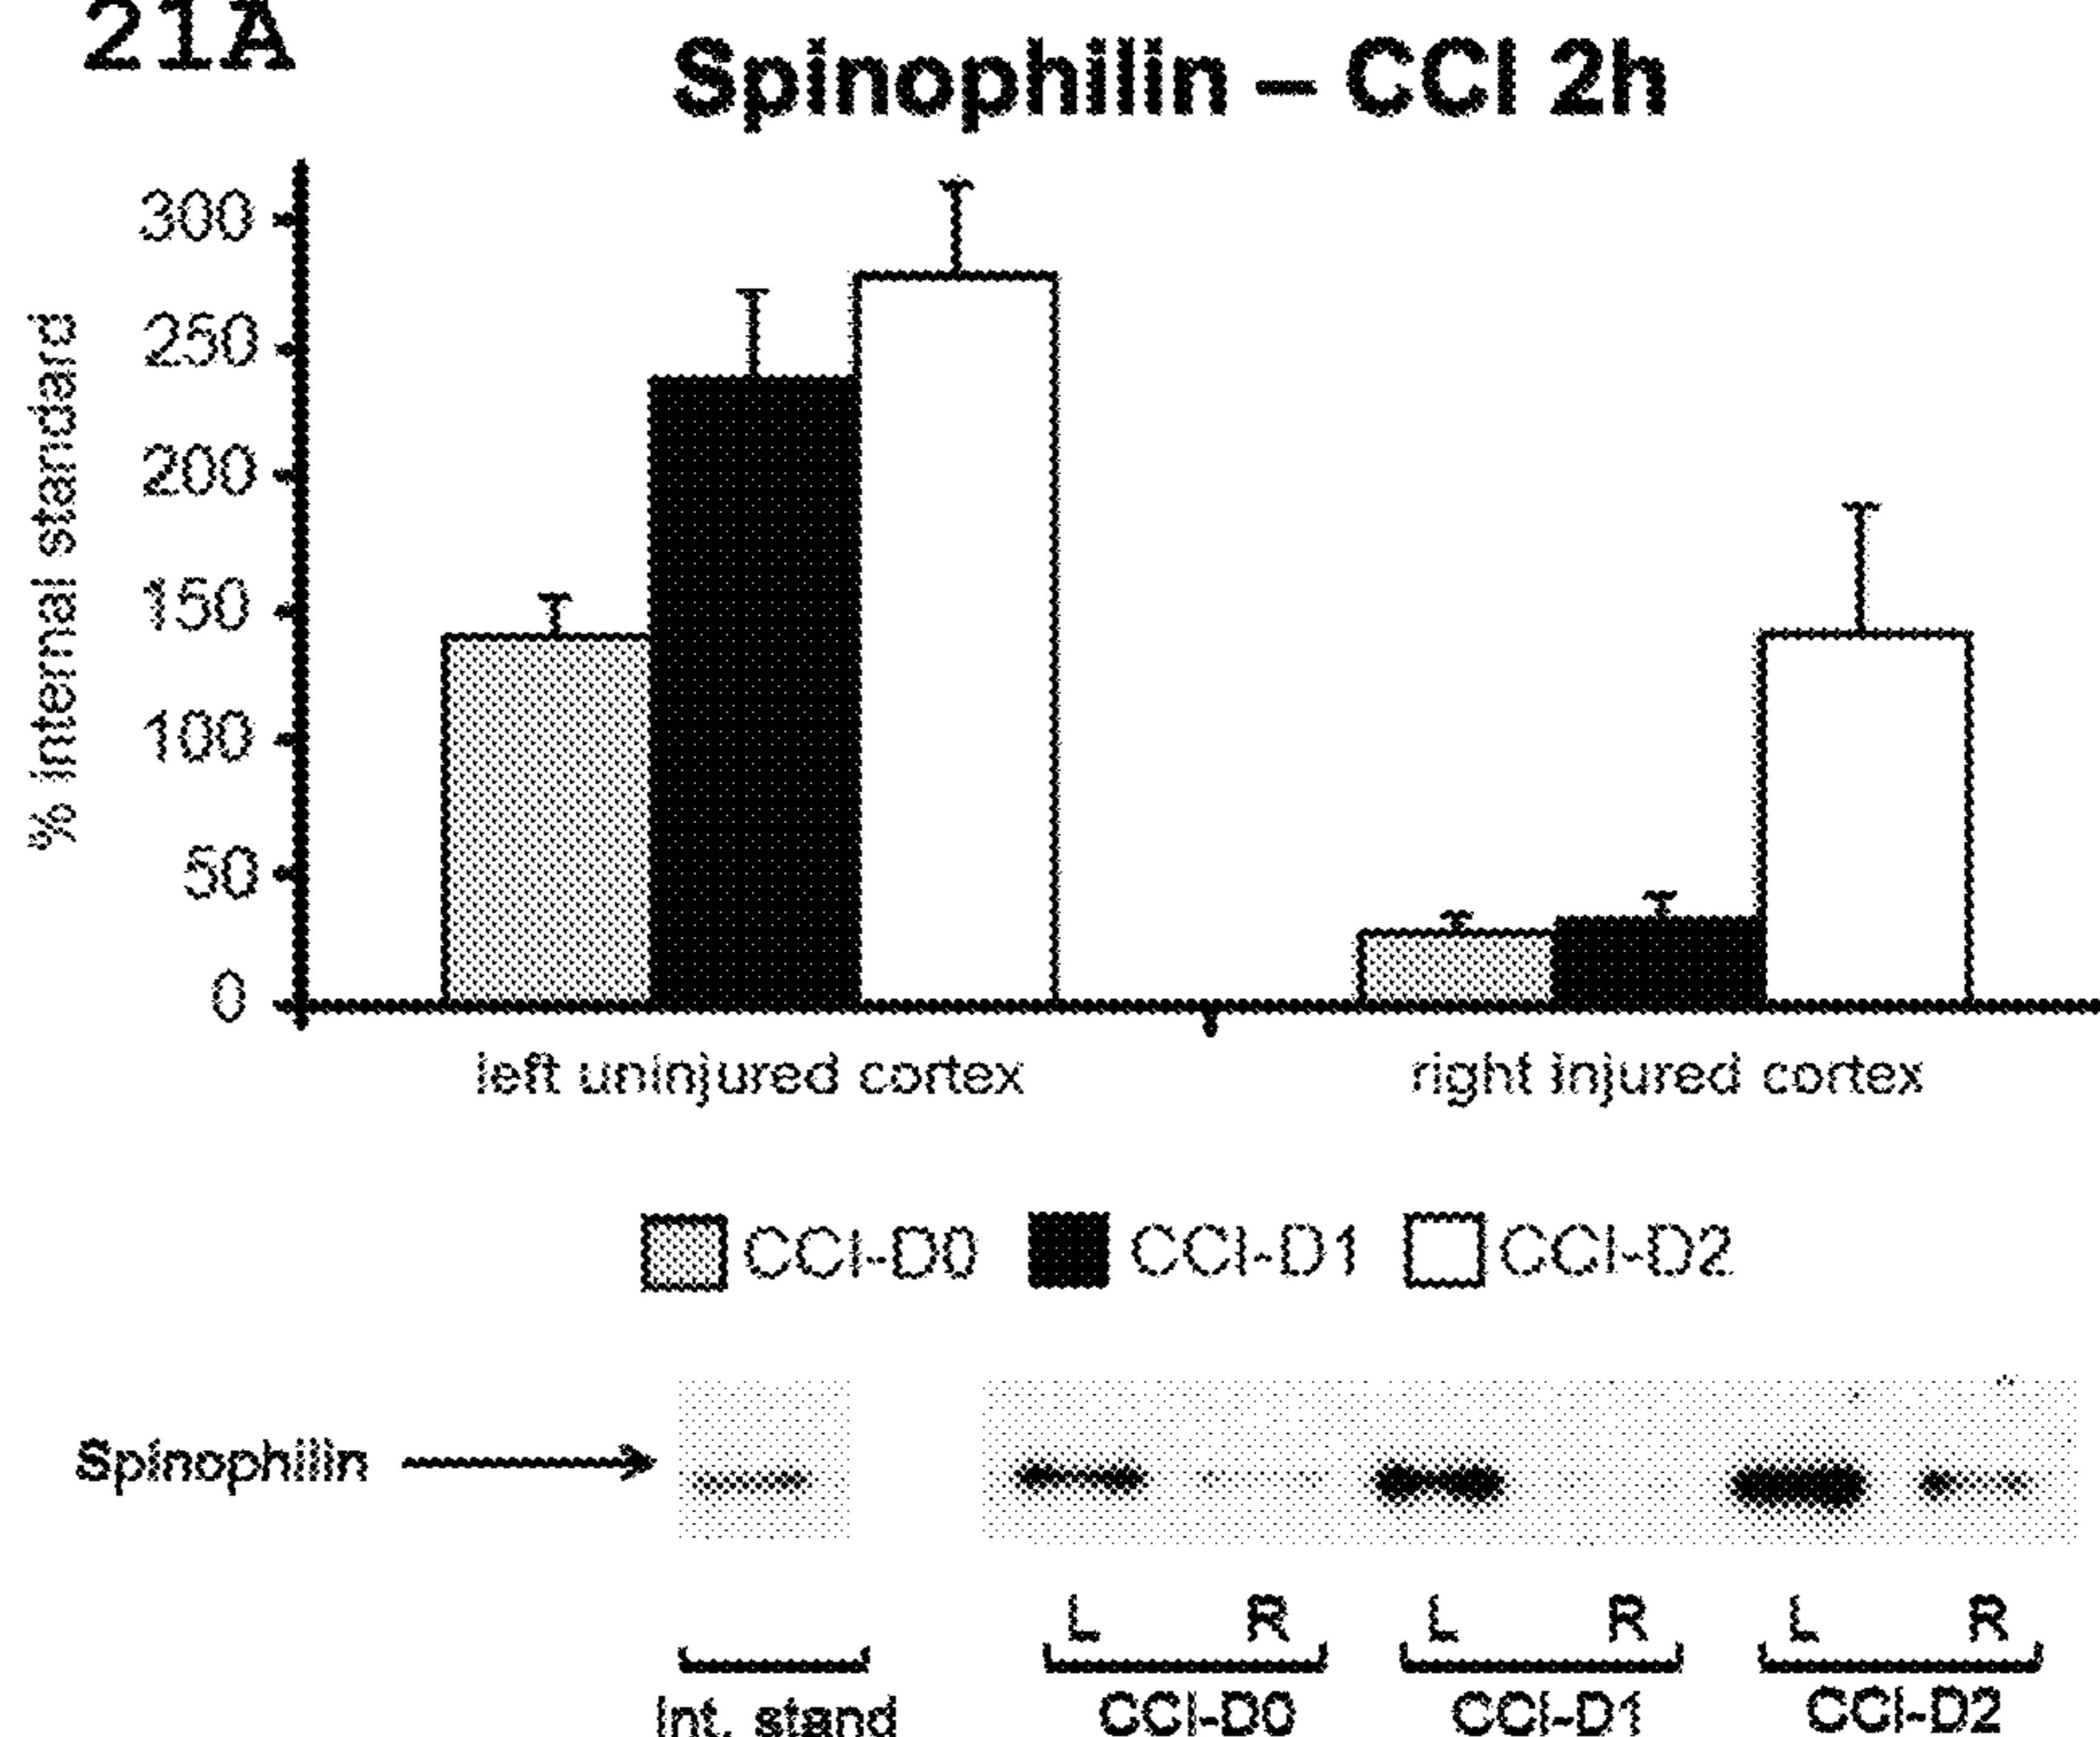 21A
Spinophilin – CCI 2h
% internal standard
300
250
200
150
100
50
0
left uninjured cortex
right injured cortex
CCI-D0 CCI-D1 CCI-D2
Spinophilin
L R L R L R
Int. stand CCI-D0 CCI-D1 CCI-D2